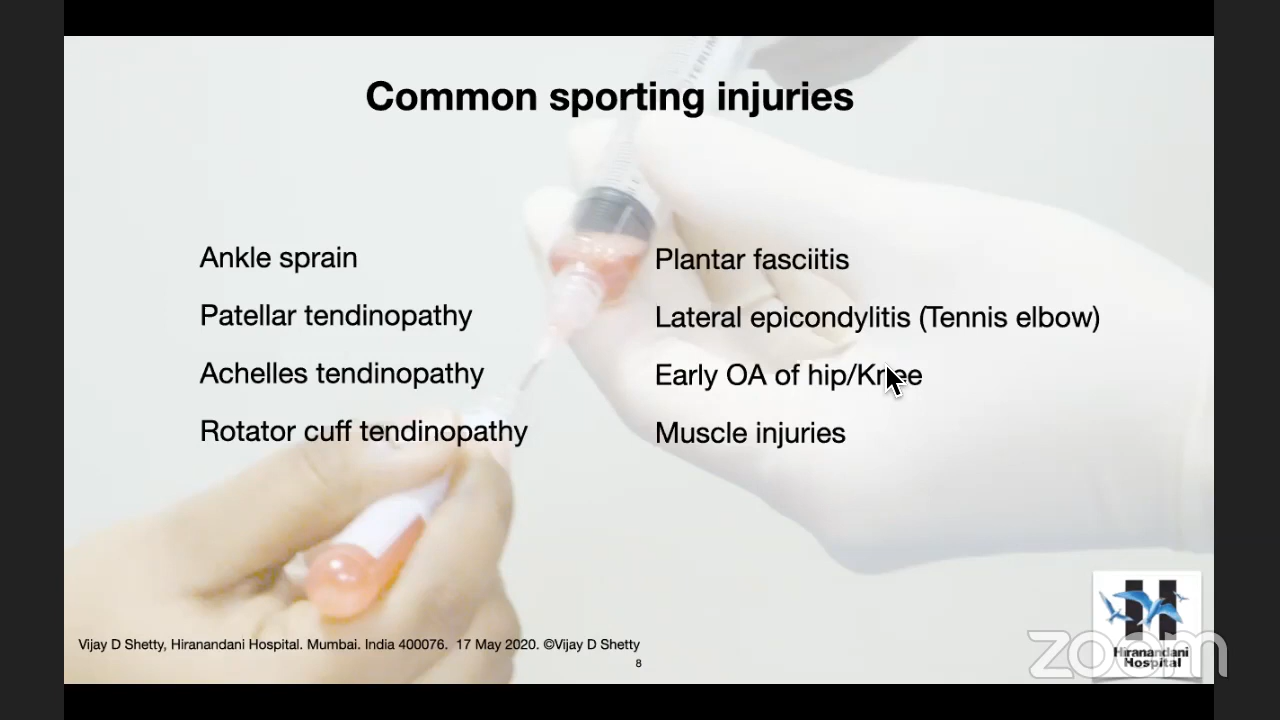 Common sporting injuries
Ankle sprain
Patellar tendinopathy
Achelles tendinopathy
Rotator cuff tendinopathy
Plantar fasciitis
Lateral epicondylitis (Tennis elbow)
Early OA of hip/Knee
Muscle injuries
Vijay D Shetty, Hiranandani Hospital. Mumbai. India 400076. 17 May 2020. ©Vijay D Shetty
8
Hiranandani
Hospital
zoom